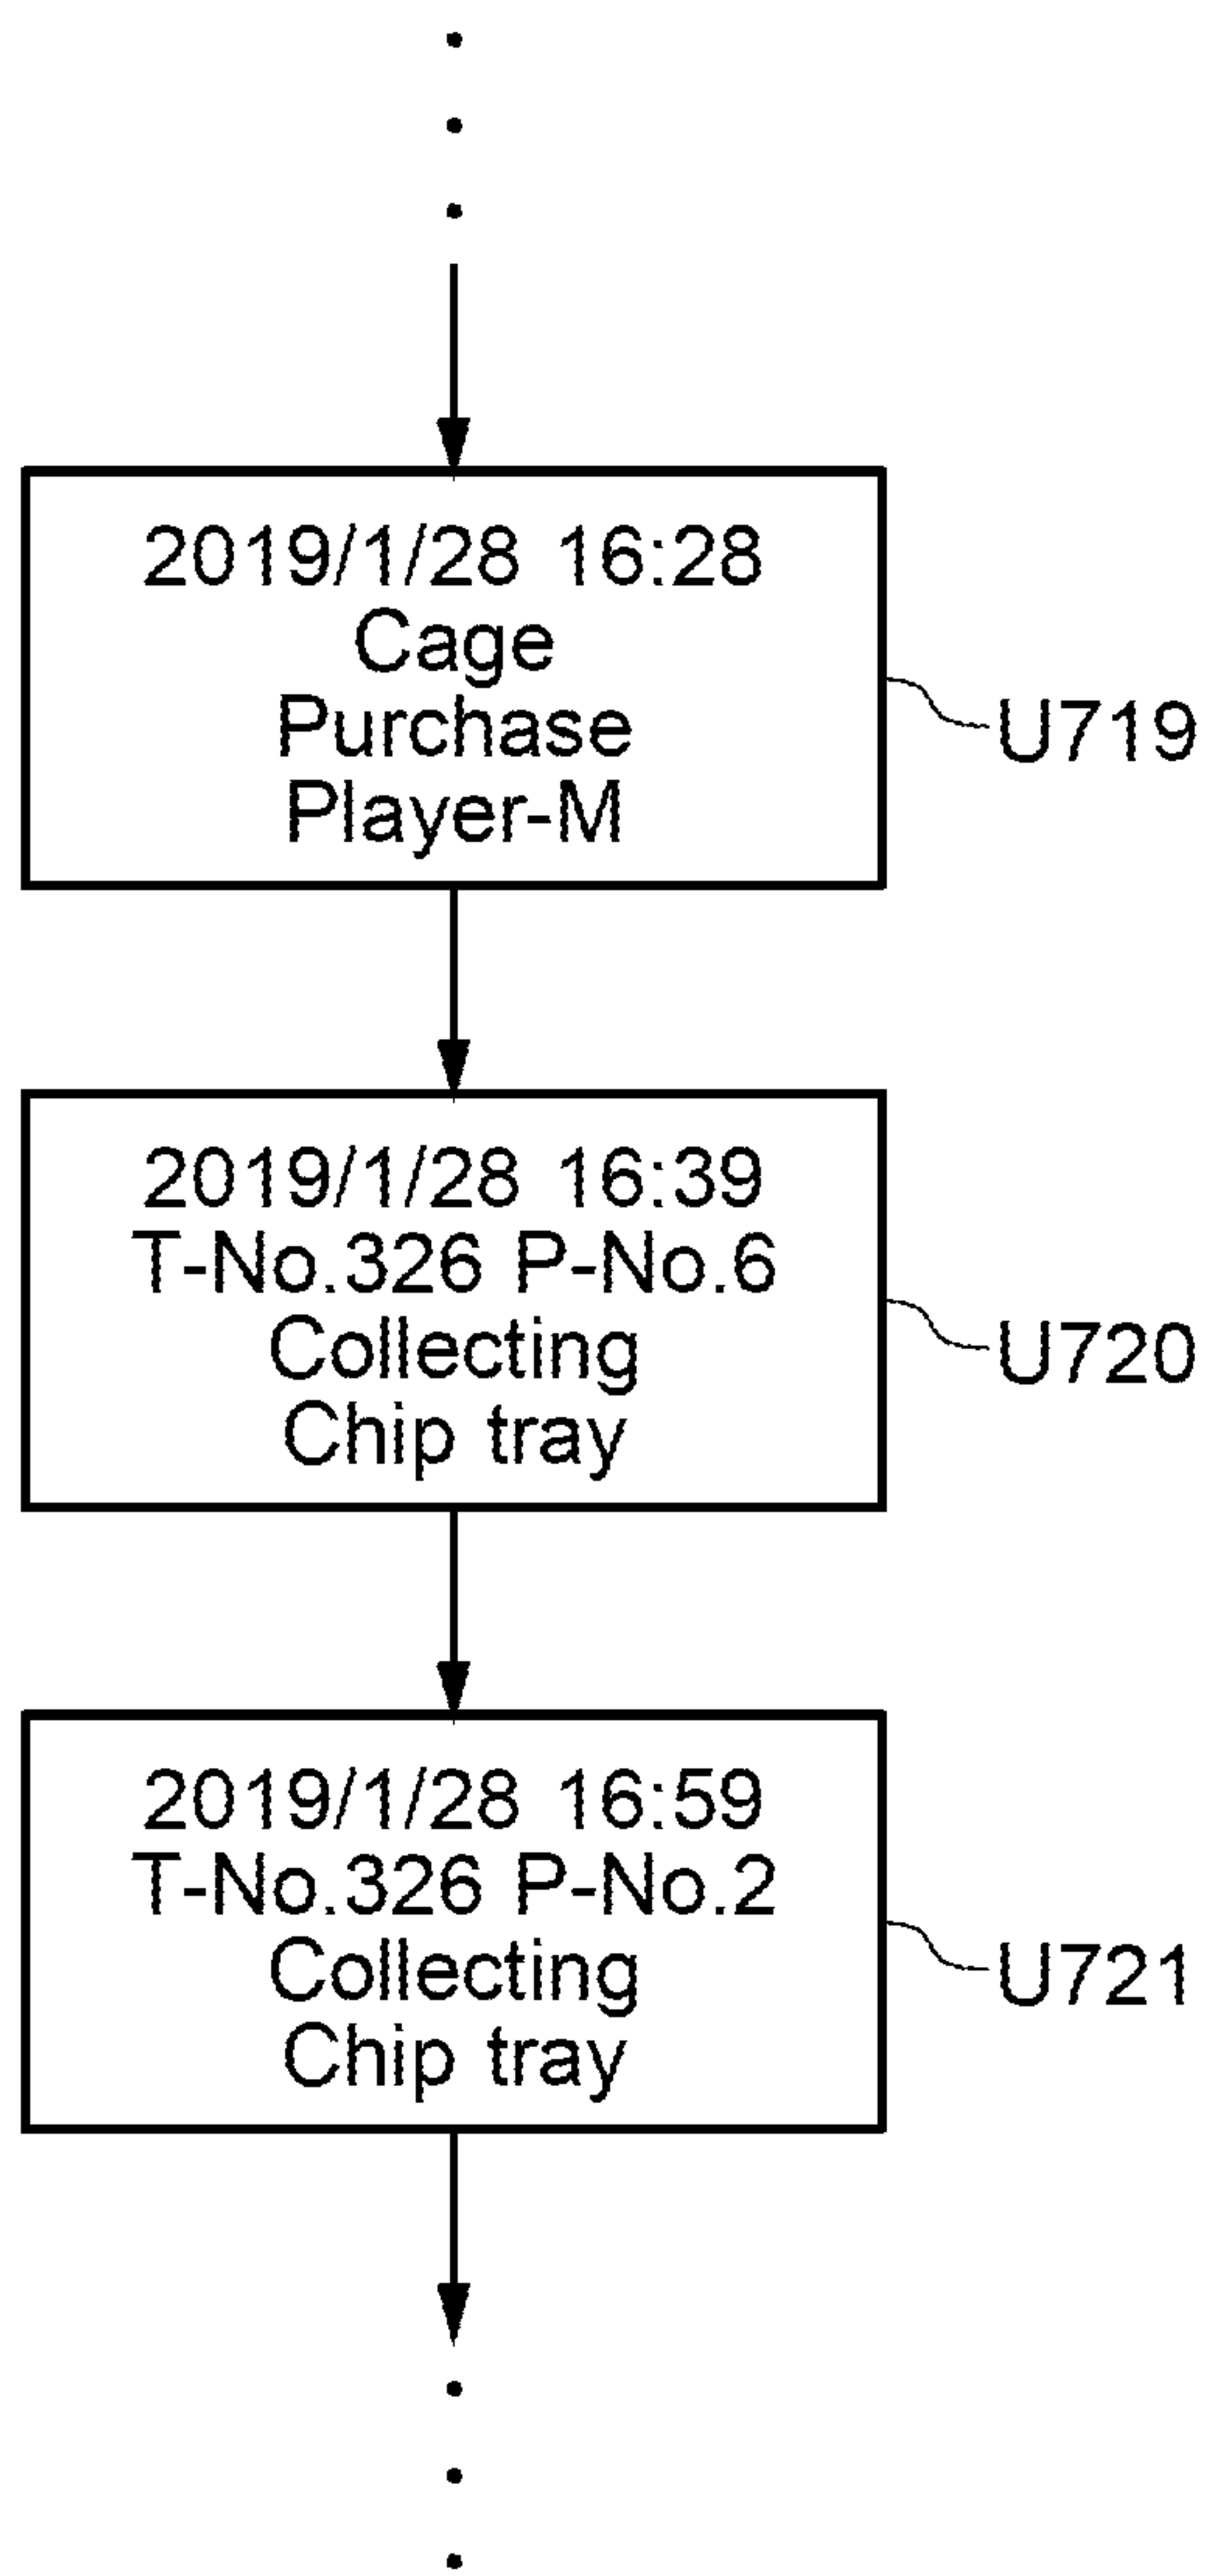 2019/1/28 16:28
Cage
Purchase
Player-M
U719
2019/1/28 16:39
T-No.326 P-No.6
Collecting
Chip tray
U720
2019/1/28 16:59
T-No.326 P-No.2
Collecting
Chip tray
U721